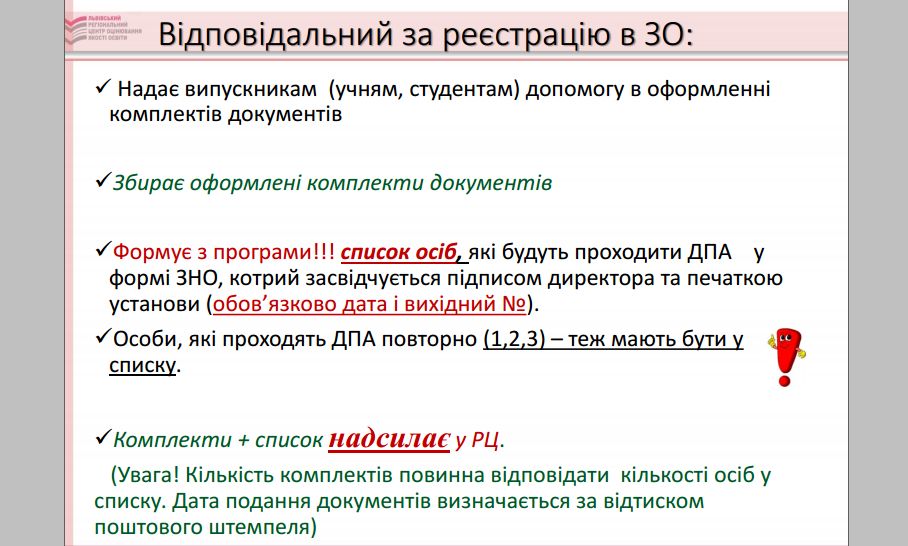 ЛЬВІВСЬКИЙ
РЕГІОНАЛЬНИЙ
ЦЕНТР ОЦІНЮВАННЯ
ЯКОСТІ ОСВІТИ
Відповідальний за реєстрацію в ЗО:
✓ Надає випускникам (учням, студентам) допомогу в оформленні
комплектів документів
✓Збирає оформлені комплекти документів
✓Формує з програми!!! список осіб, які будуть проходити ДПА у
формі ЗНО, котрий засвідчується підписом директора та печаткою
установи (обов’язково дата і вихідний №).
✓Особи, які проходять ДПА повторно (1,2,3) – теж мають бути у
списку.
✓Комплекти + список надсилає у РЦ.
(Увага! Кількість комплектів повинна відповідати кількості осіб у
списку. Дата подання документів визначається за відтиском
поштового штемпеля)